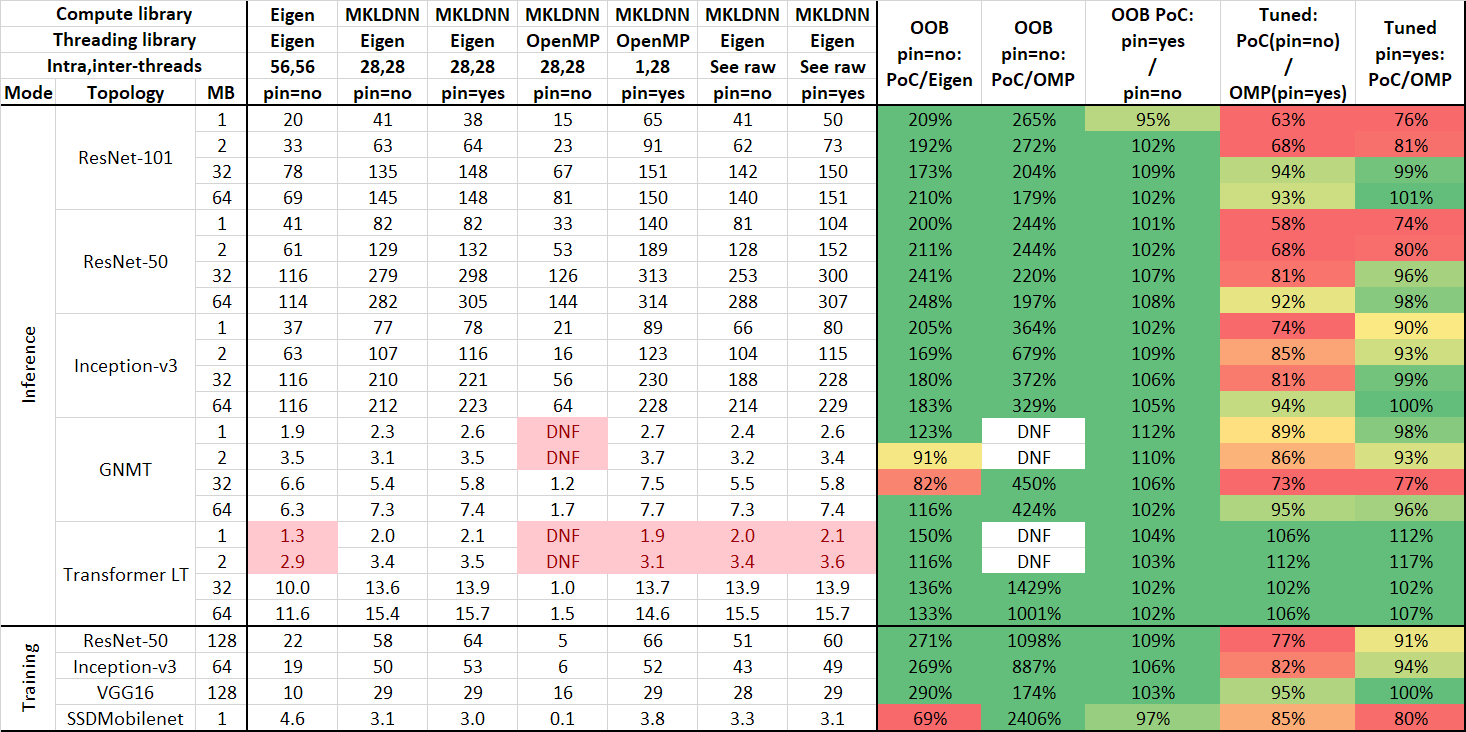 Compute library Eigen MKLDNN MKLDNN MKLDNN MKLDNN MKLDNN MKLDNN OOB pin=no: PoC/Eigen OOB pin=no: PoC/OMP OOB PoC: pin=yes / pin=no Tuned: PoC(pin=no) / OMP(pin=yes) Tuned pin=yes: PoC/OMP
Threading library Eigen Eigen Eigen OpenMP OpenMP Eigen Eigen
Intra,inter-threads 56,56 28,28 28,28 28,28 1,28 See raw See raw
Mode Topology MB pin=no pin=no pin=yes pin=no pin=yes pin=no pin=yes
Inference
ResNet-101
1 20 41 38 15 65 41 50 209% 265% 95% 63% 76%
2 33 63 64 23 91 62 73 192% 272% 102% 68% 81%
32 78 135 148 67 151 142 150 173% 204% 109% 94% 99%
64 69 145 148 81 150 140 151 210% 179% 102% 93% 101%
ResNet-50
1 41 82 82 33 140 81 104 200% 244% 101% 58% 74%
2 61 129 132 53 189 128 152 211% 244% 102% 68% 80%
32 116 279 298 126 313 253 300 241% 220% 107% 81% 96%
64 114 282 305 144 314 288 307 248% 197% 108% 92% 98%
Inception-v3
1 37 77 78 21 89 66 80 205% 364% 102% 74% 90%
2 63 107 116 16 123 104 115 169% 679% 109% 85% 93%
32 116 210 221 56 230 188 228 180% 372% 106% 81% 99%
64 116 212 223 64 228 214 229 183% 329% 105% 94% 100%
GNMT
1 1.9 2.3 2.6 DNF 2.7 2.4 2.6 123% DNF 112% 89% 98%
2 3.5 3.1 3.5 DNF 3.7 3.2 3.4 91% DNF 110% 86% 93%
32 6.6 5.4 5.8 1.2 7.5 5.5 5.8 82% 450% 106% 73% 77%
64 6.3 7.3 7.4 1.7 7.7 7.3 7.4 116% 424% 102% 95% 96%
Transformer LT
1 1.3 2.0 2.1 DNF 1.9 2.0 2.1 150% DNF 104% 106% 112%
2 2.9 3.4 3.5 DNF 3.1 3.4 3.6 116% DNF 103% 112% 117%
32 10.0 13.6 13.9 1.0 13.7 13.9 13.9 136% 1429% 102% 102% 102%
64 11.6 15.4 15.7 1.5 14.6 15.5 15.7 133% 1001% 102% 106% 107%
Training
ResNet-50 128 22 58 64 5 66 51 60 271% 1098% 109% 77% 91%
Inception-v3 64 19 50 53 6 52 43 49 269% 887% 106% 82% 94%
VGG16 128 10 29 29 16 29 28 29 290% 174% 103% 95% 100%
SSDMobilenet 1 4.6 3.1 3.0 0.1 3.8 3.3 3.1 69% 2406% 97% 85% 80%